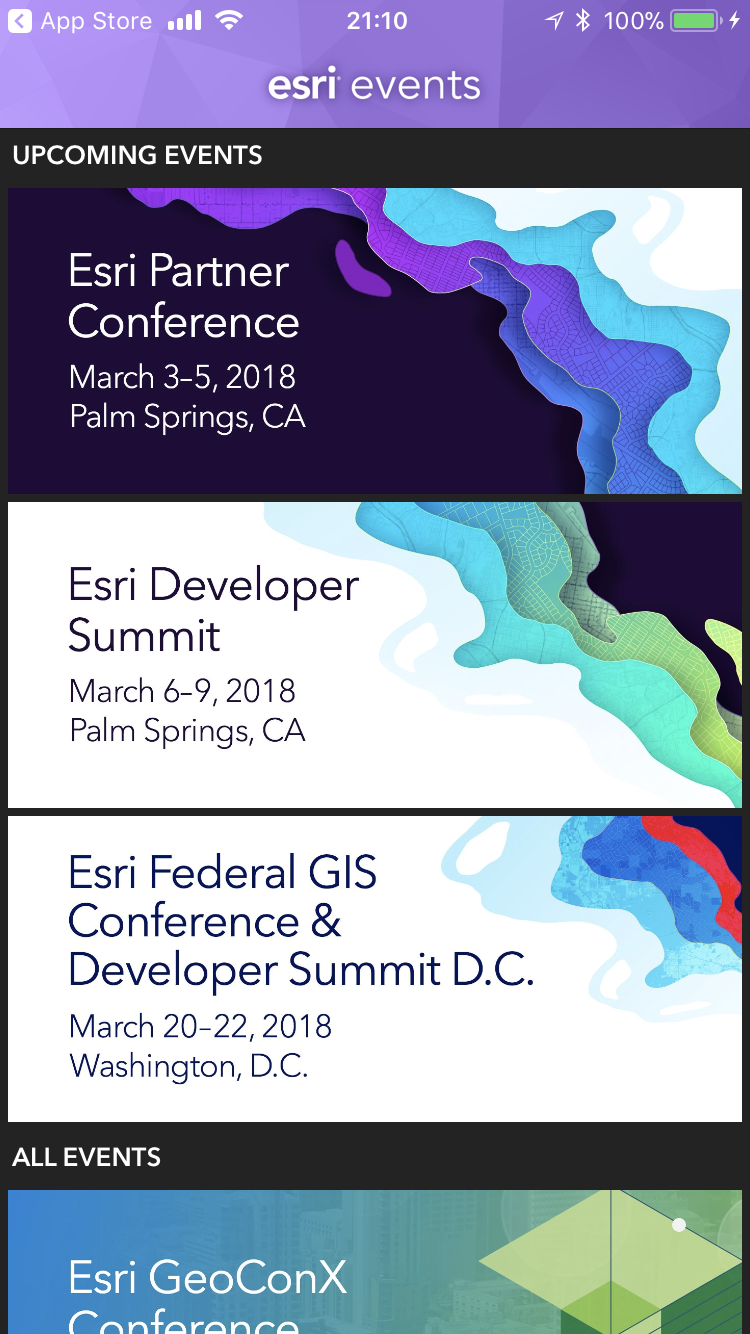 App Store 21:10 100%
esri events
UPCOMING EVENTS
Esri Partner
Conference
March 3–5, 2018
Palm Springs, CA
Esri Developer
Summit
March 6–9, 2018
Palm Springs, CA
Esri Federal GIS
Conference &
Developer Summit D.C.
March 20–22, 2018
Washington, D.C.
ALL EVENTS
Esri GeoConX
Conference